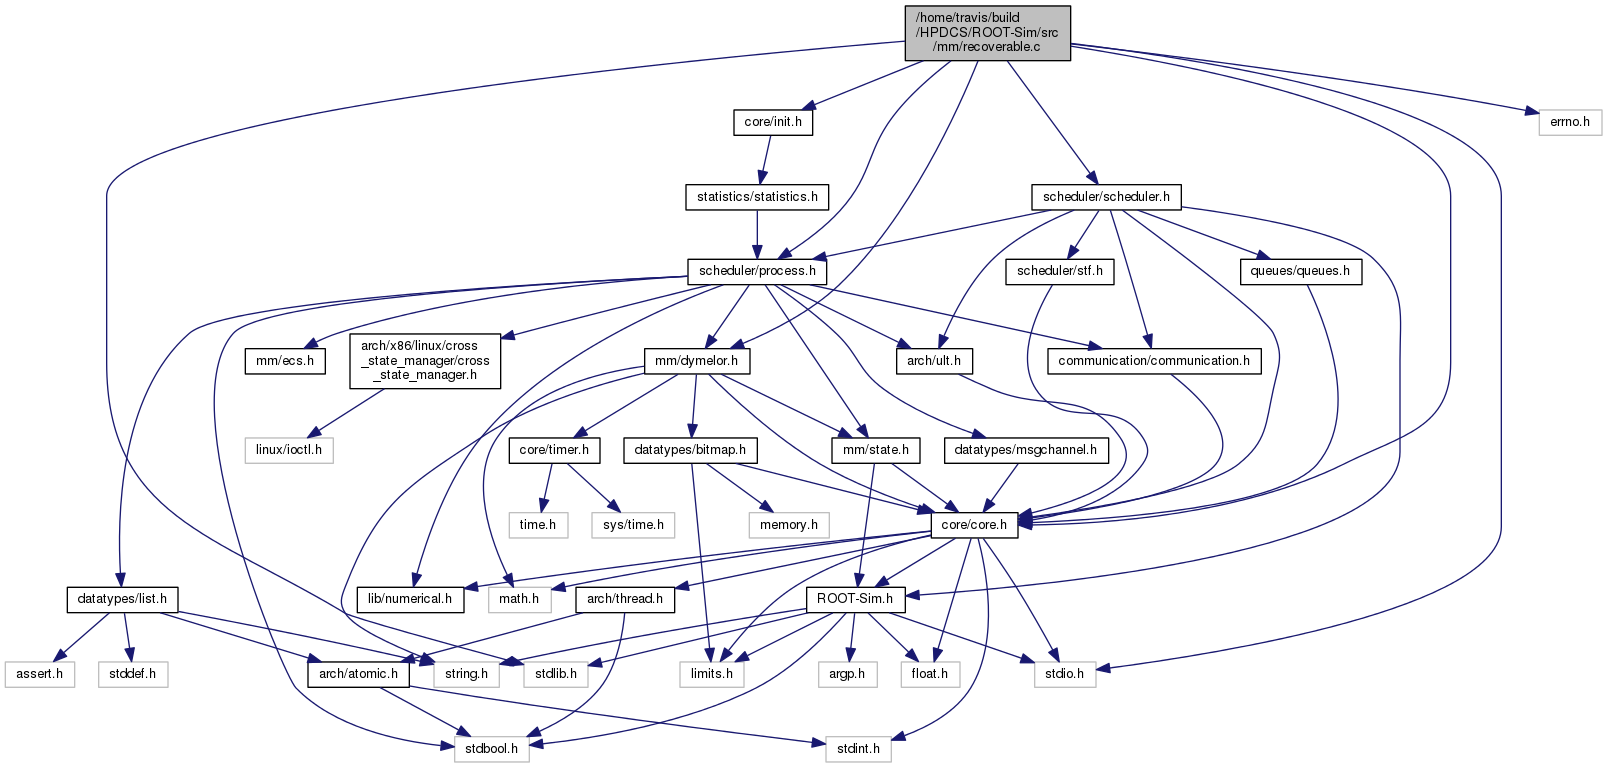 /home/travis/build
/HPDCS/ROOT-Sim/src
/mm/recoverable.c
core/init.h
errno.h
statistics/statistics.h
scheduler/scheduler.h
scheduler/process.h
scheduler/stf.h
queues/queues.h
mm/ecs.h
arch/x86/linux/cross
_state_manager/cross
_state_manager.h
mm/dymelor.h
arch/ult.h
communication/communication.h
linux/ioctl.h
core/timer.h
datatypes/bitmap.h
mm/state.h
datatypes/msgchannel.h
time.h
sys/time.h
memory.h
core/core.h
datatypes/list.h
lib/numerical.h
math.h
arch/thread.h
ROOT-Sim.h
assert.h
stddef.h
arch/atomic.h
string.h
stdlib.h
limits.h
argp.h
float.h
stdio.h
stdbool.h
stdint.h